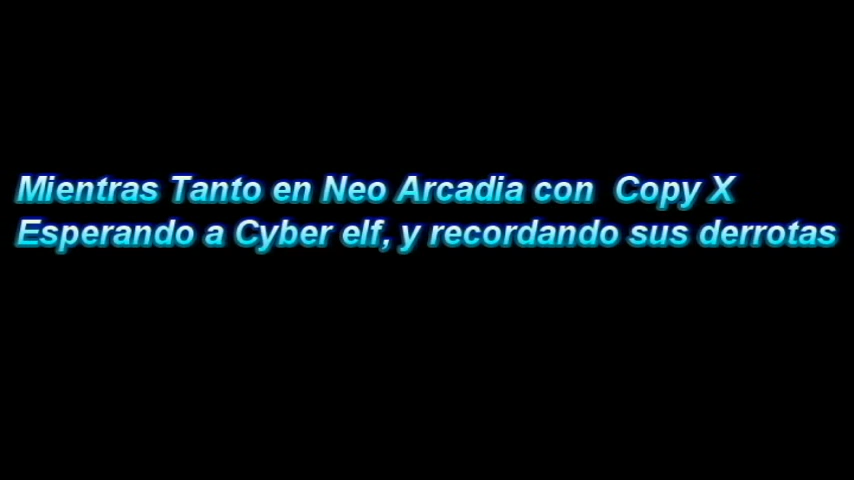 Mientras Tanto en Neo Arcadia con  Copy X
Esperando a Cyber elf, y recordando sus derrotas